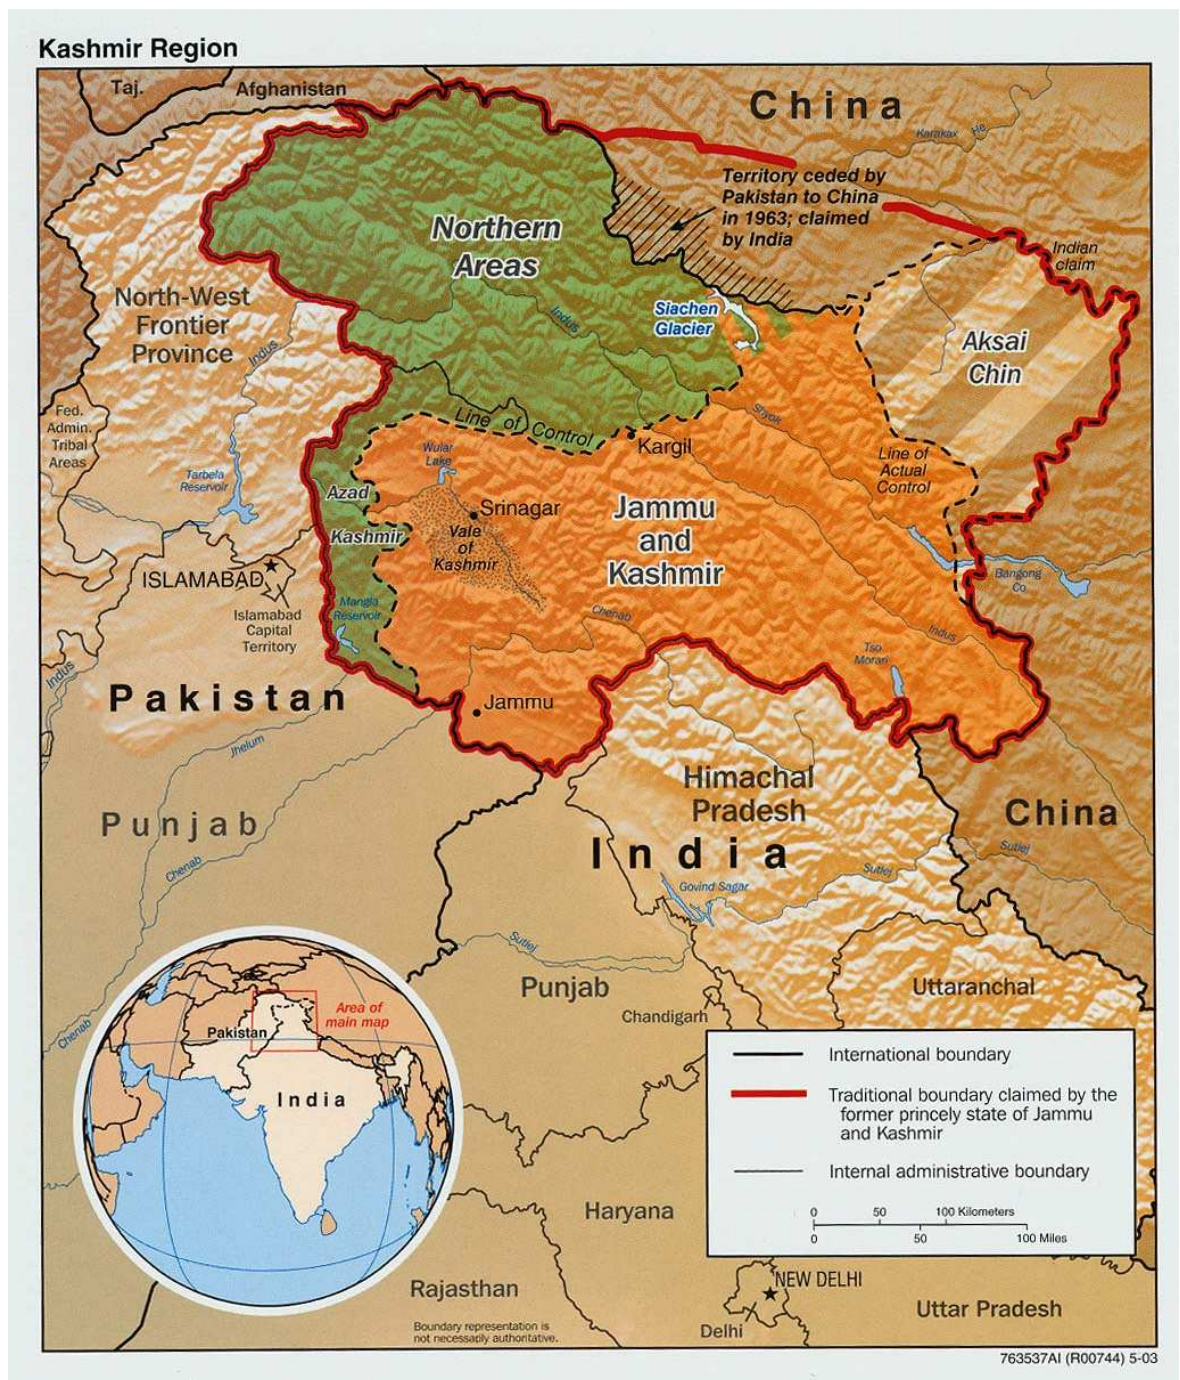 Kashmir Region
Taj.
Afghanistan
China
Karakax He
Territory ceded by
Pakistan to China
in 1963; claimed
by India
Indian
claim
Northern
Areas
North-West
Frontier
Province
Indus
Indus
Siachen
Glacier
Aksai
Chin
Fed.
Admin.
Tribal
Areas
Line of Control
Shyok
Kargil
Wular
Lake
Line of
Actual
Control
Tarbela
Reservoir
Azad
Kashmir
Srinagar
Vale
of
Kashmir
Jammu
and
Kashmir
ISLAMABAD
Islamabad
Capital
Territory
Mangla
Reservoir
Chenab
Bangong
Co
Indus
Tso
Morari
Indus
Pakistan
Jammu
Jhelum
Himachal
Pradesh
China
Punjab
India
Chenab
Sutlej
Sutlej
Govind Sagar
Sutlej
Punjab
Uttaranchal
Chandigarh
Chenab
Area of
main map
Pakistan
India
International boundary
Traditional boundary claimed by the
former princely state of Jammu
and Kashmir
Internal administrative boundary
0 50 100 Kilometers
0 50 100 Miles
Haryana
Rajasthan
NEW DELHI
Delhi
Uttar Pradesh
Boundary representation is
not necessarily authoritative.
763537AI (R00744) 5-03